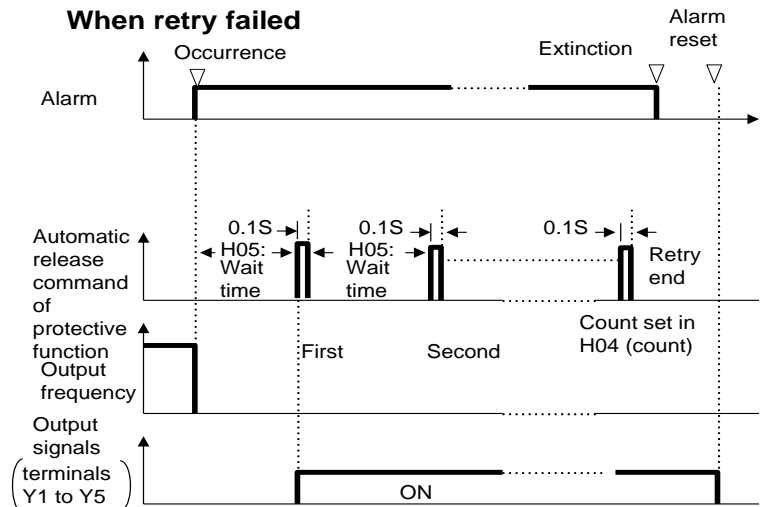 When retry failed
Alarm
reset
Occurrence
Extinction
Alarm
0.1S
0.1S
0.1S
Automatic
release
command
of
protective
function
H05:
Wait
time
H05:
Wait
time
Retry
end
Count set in
H04 (count)
First
Second
Output
frequency
Output
signals
terminals
Y1 to Y5
ON